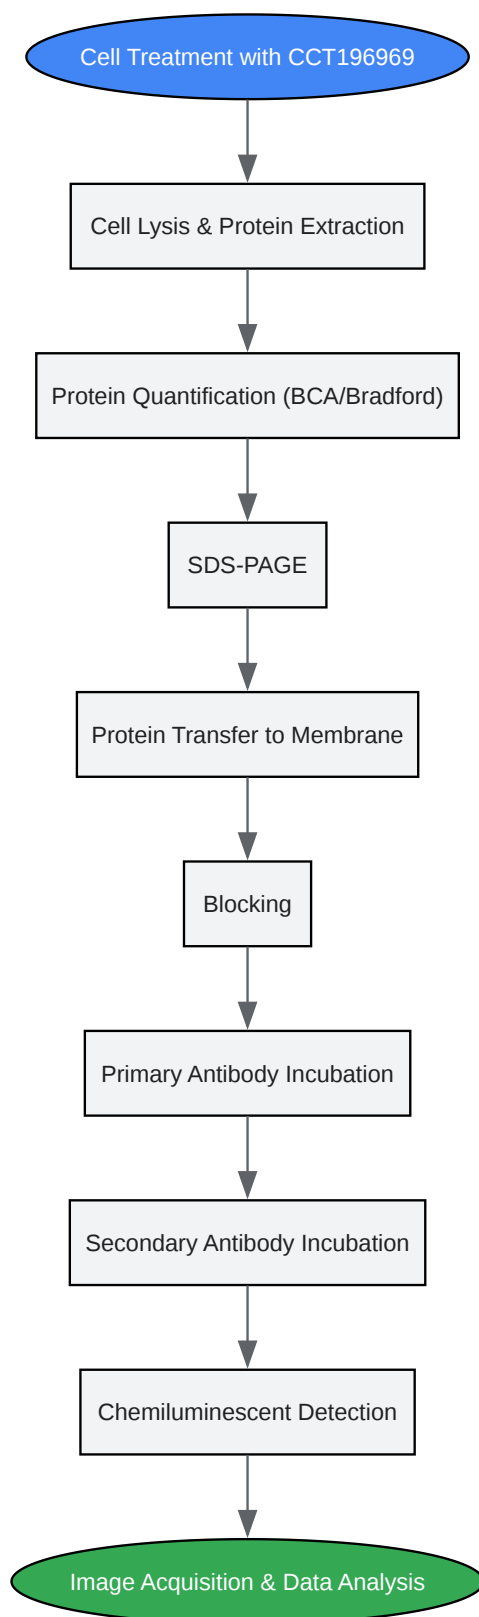 Cell Treatment with CCT196969
Cell Lysis & Protein Extraction
Protein Quantification (BCA/Bradford)
SDS-PAGE
Protein Transfer to Membrane
Blocking
Primary Antibody Incubation
Secondary Antibody Incubation
Chemiluminescent Detection
Image Acquisition & Data Analysis